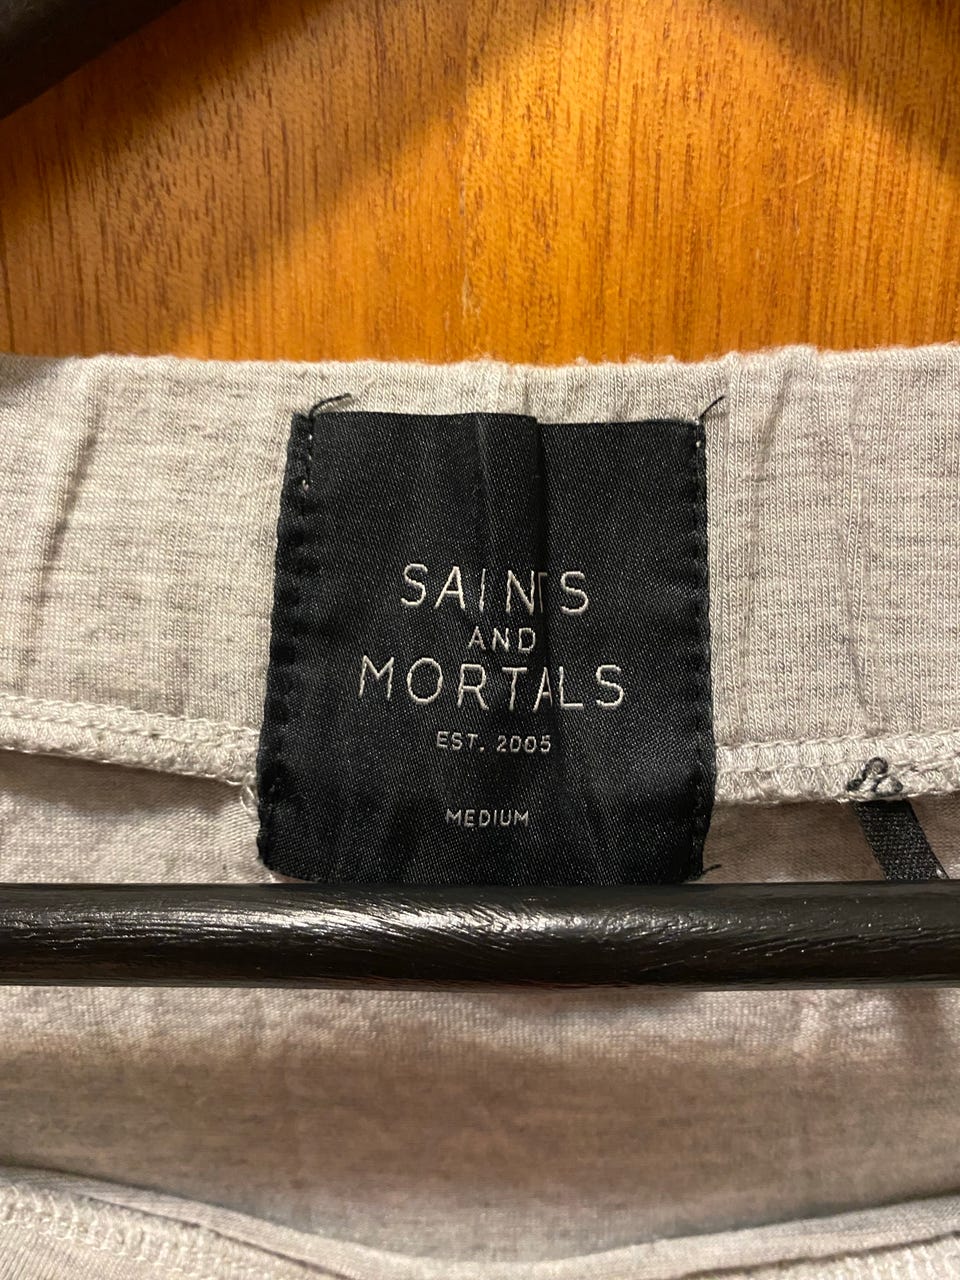 SAINTS
AND
MORTALS
EST. 2005
MEDIUM